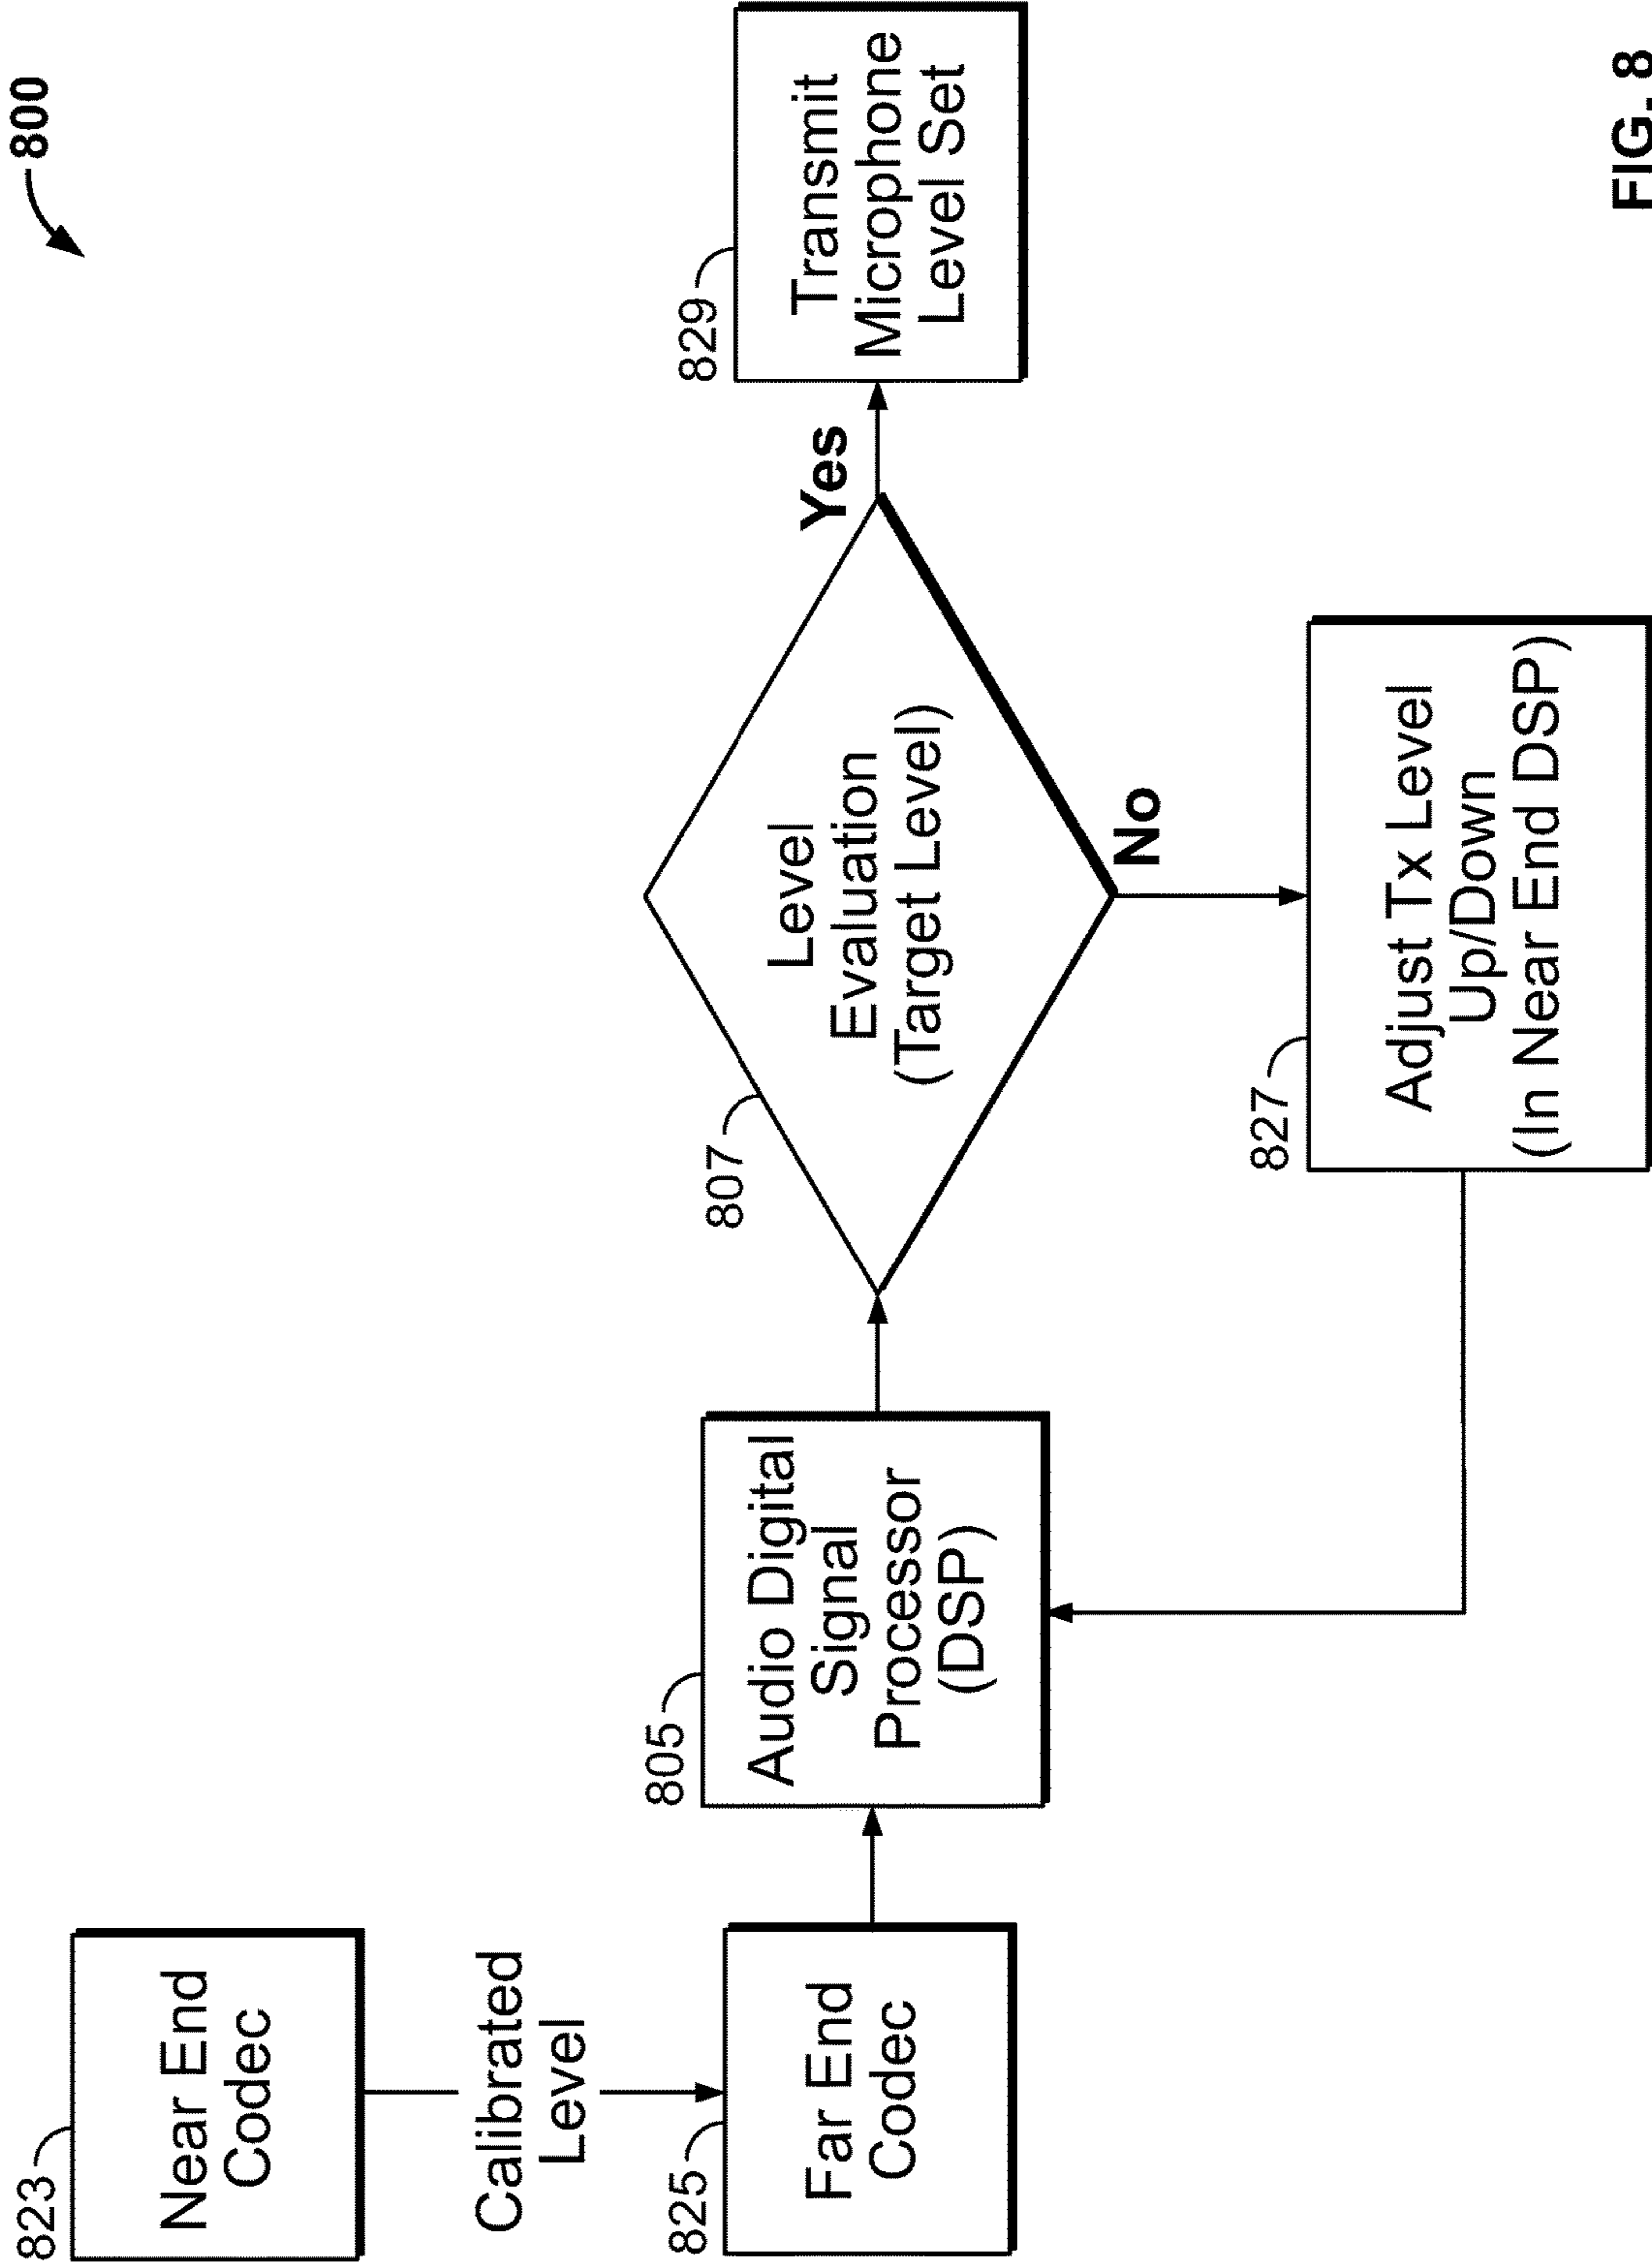 800
823
Near End
Codec
Calibrated
Level
825
Far End
Codec
805
Audio Digital
Signal
Processor
(DSP)
807
Level
Evaluation
(Target Level)
Yes
829
Transmit
Microphone
Level Set
No
827
Adjust Tx Level
Up/Down
(In Near End DSP)
FIG. 8